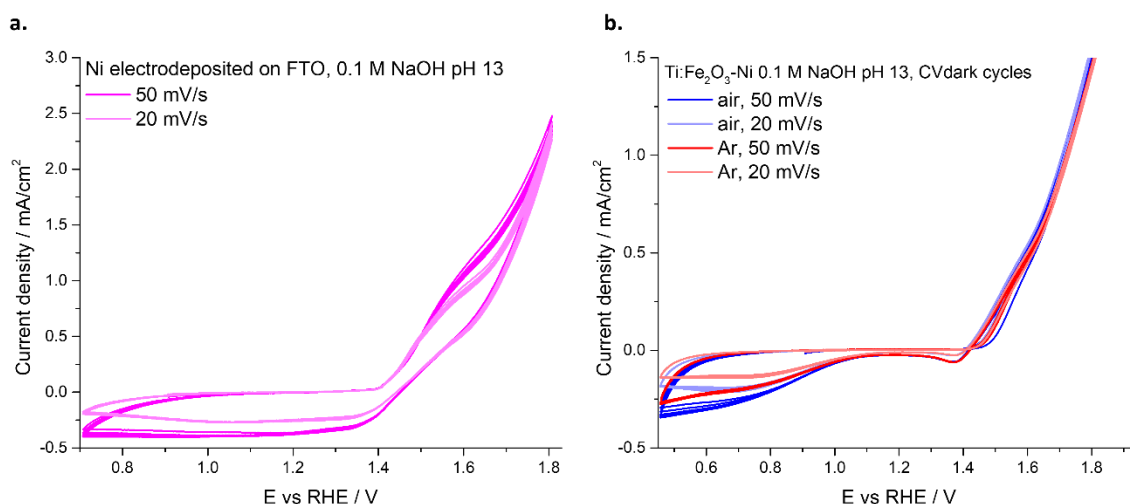 a.
Ni electrodeposited on FTO, 0.1 M NaOH pH 13
50 mV/s
20 mV/s
3.0
2.5
2.0
1.5
1.0
0.5
0.0
-0.5
Current density / mA/cm²
0.8
1.0
1.2
1.4
1.6
1.8
E vs RHE / V
b.
Ti:Fe₂O₃-Ni 0.1 M NaOH pH 13, CVdark cycles
air, 50 mV/s
air, 20 mV/s
Ar, 50 mV/s
Ar, 20 mV/s
1.5
1.0
0.5
0.0
-0.5
Current density / mA/cm²
0.6
0.8
1.0
1.2
1.4
1.6
1.8
E vs RHE / V